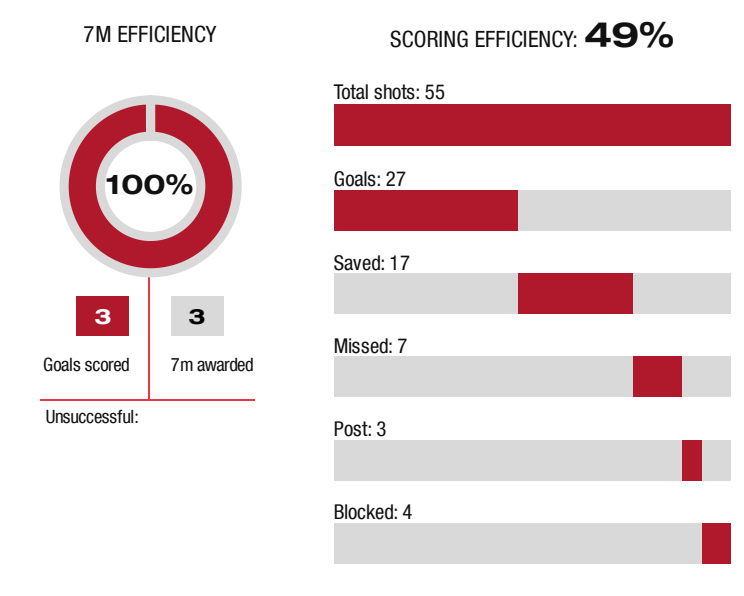 7M EFFICIENCY
100%
3
3
Goals scored
7m awarded
Unsuccessful:
SCORING EFFICIENCY: 49%
Total shots: 55
Goals: 27
Saved: 17
Missed: 7
Post: 3
Blocked: 4